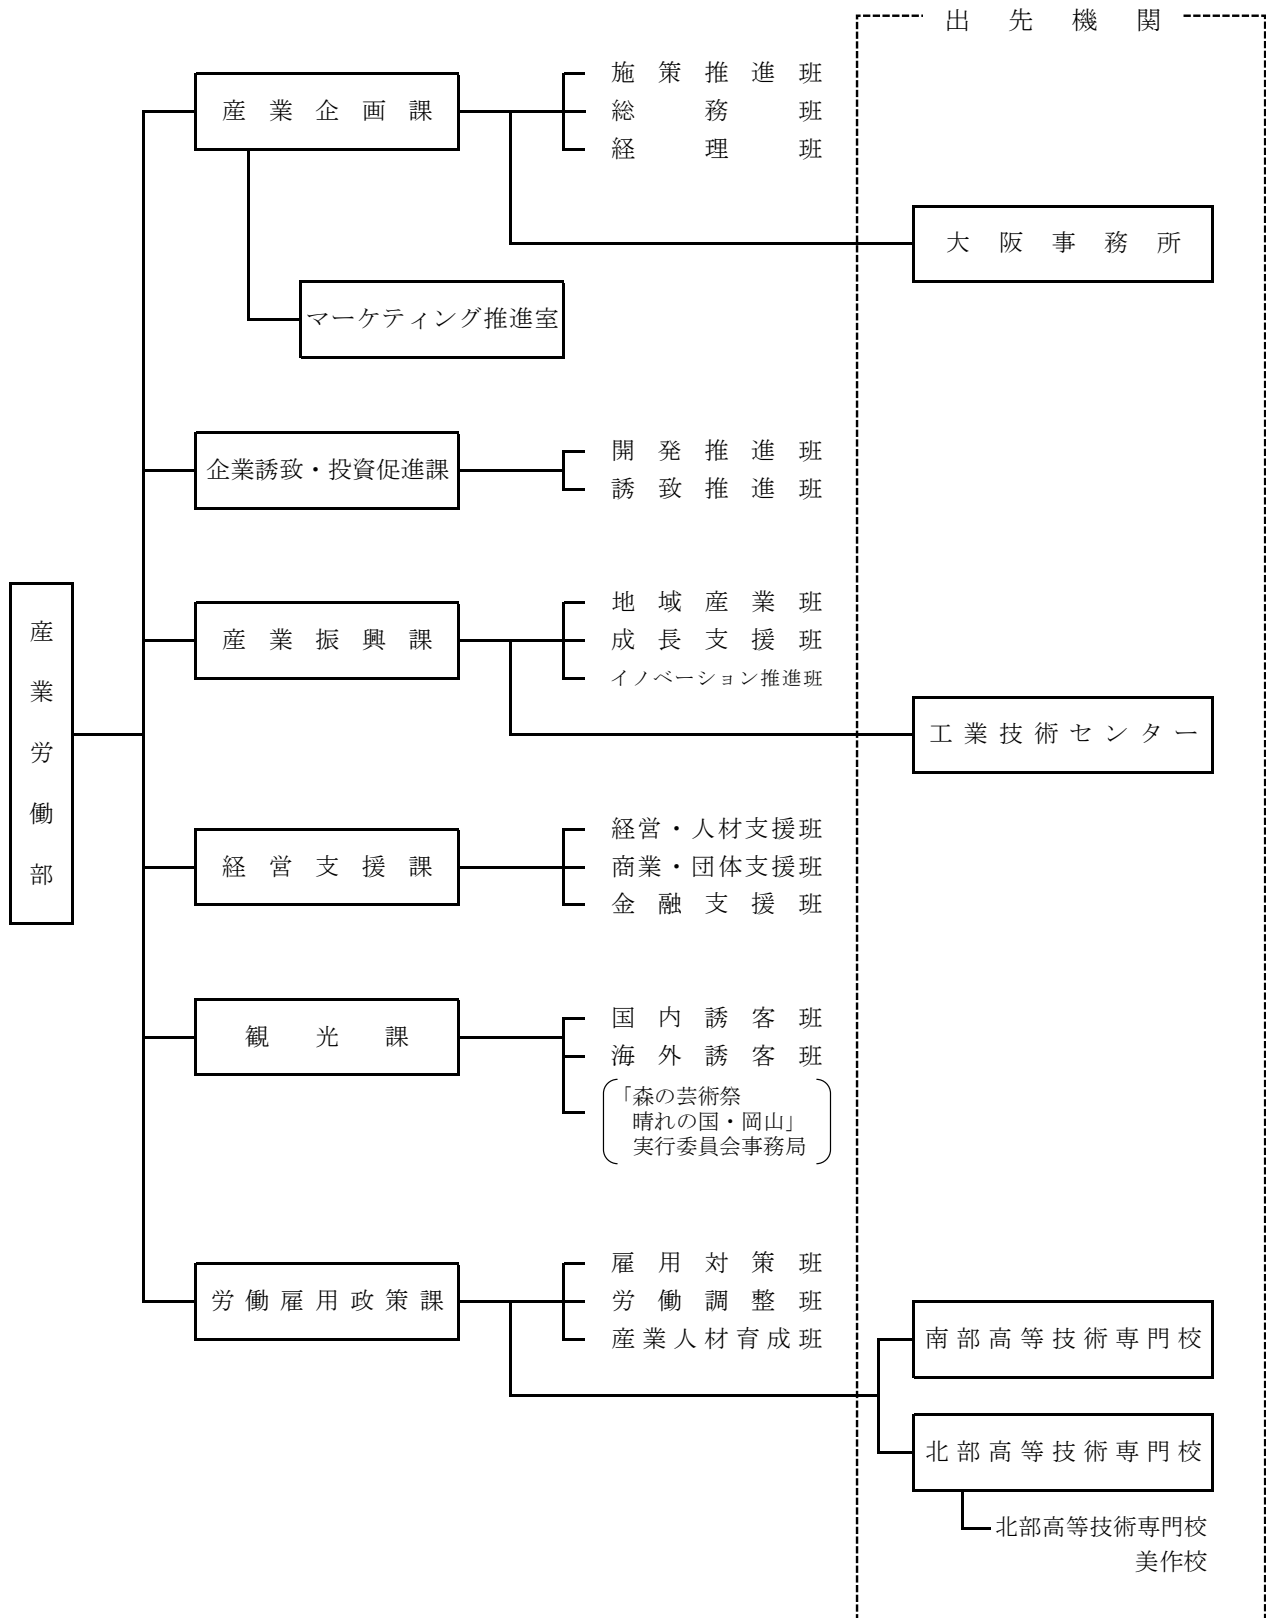 出先機関
産業労働部
産業企画課
施策推進班
総務班
経理班
大阪事務所
マーケティング推進室
企業誘致・投資促進課
開発推進班
誘致推進班
産業振興課
地域産業班
成長支援班
イノベーション推進班
工業技術センター
経営支援課
経営・人材支援班
商業・団体支援班
金融支援班
観光課
国内誘客班
海外誘客班
「森の芸術祭
晴れの国・岡山」
実行委員会事務局
労働雇用政策課
雇用対策班
労働調整班
産業人材育成班
南部高等技術専門校
北部高等技術専門校
北部高等技術専門校
美作校